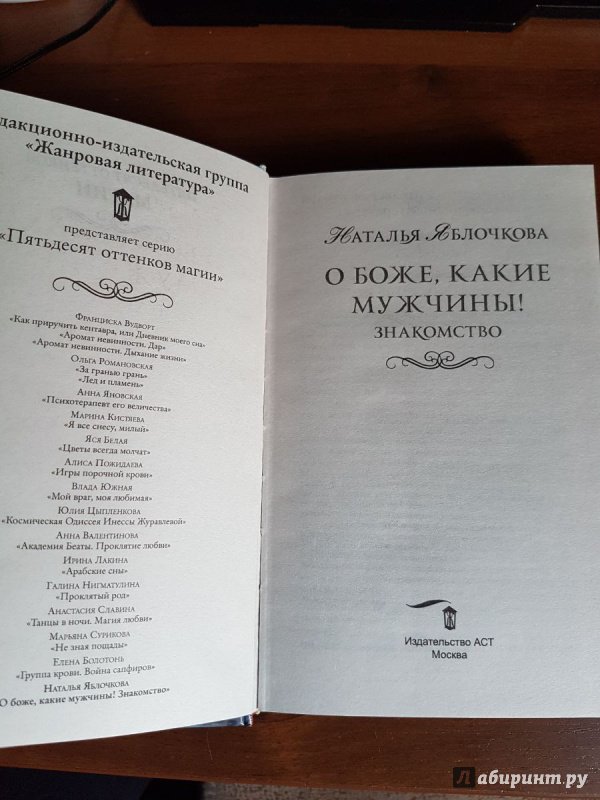 дакционно-издательская группа
«Жанровая литература»
представляет серию
«Пятьдесят оттенков магии»
Франциска Вудворт
«Как приручить кентавра, или Дневник моего сна»
«Аромат невинности. Дар»
«Аромат невинности. Дыхание жизни»
Ольга Романовская
«За гранью грань»
«Лед и пламень»
Анна Яновская
«Психотерапевт его величества»
Марина Кистяева
«Я все снесу, милый»
Яся Белая
«Цветы всегда молчат»
Алиса Пожидаева
«Игры порочной крови»
Влада Южная
«Мой враг, моя любимая»
Юлия Цыпленкова
«Космическая Одиссея Инессы Журавлевой»
Анна Валентинова
«Академия Беаты. Проклятие любви»
Ирина Лакина
«Арабские сны»
Галина Нигматулина
«Проклятый род»
Анастасия Славина
«Танцы в ночи. Магия любви»
Марьяна Сурикова
«Не зная пощады»
Елена Болотонь
«Группа крови. Война сапфиров»
Наталья Яблочкова
О боже, какие мужчины! Знакомство»
Наталья Яблочкова
О БОЖЕ, КАКИЕ
МУЖЧИНЫ!
ЗНАКОМСТВО
Издательство АСТ
Москва
лабиринт.ру